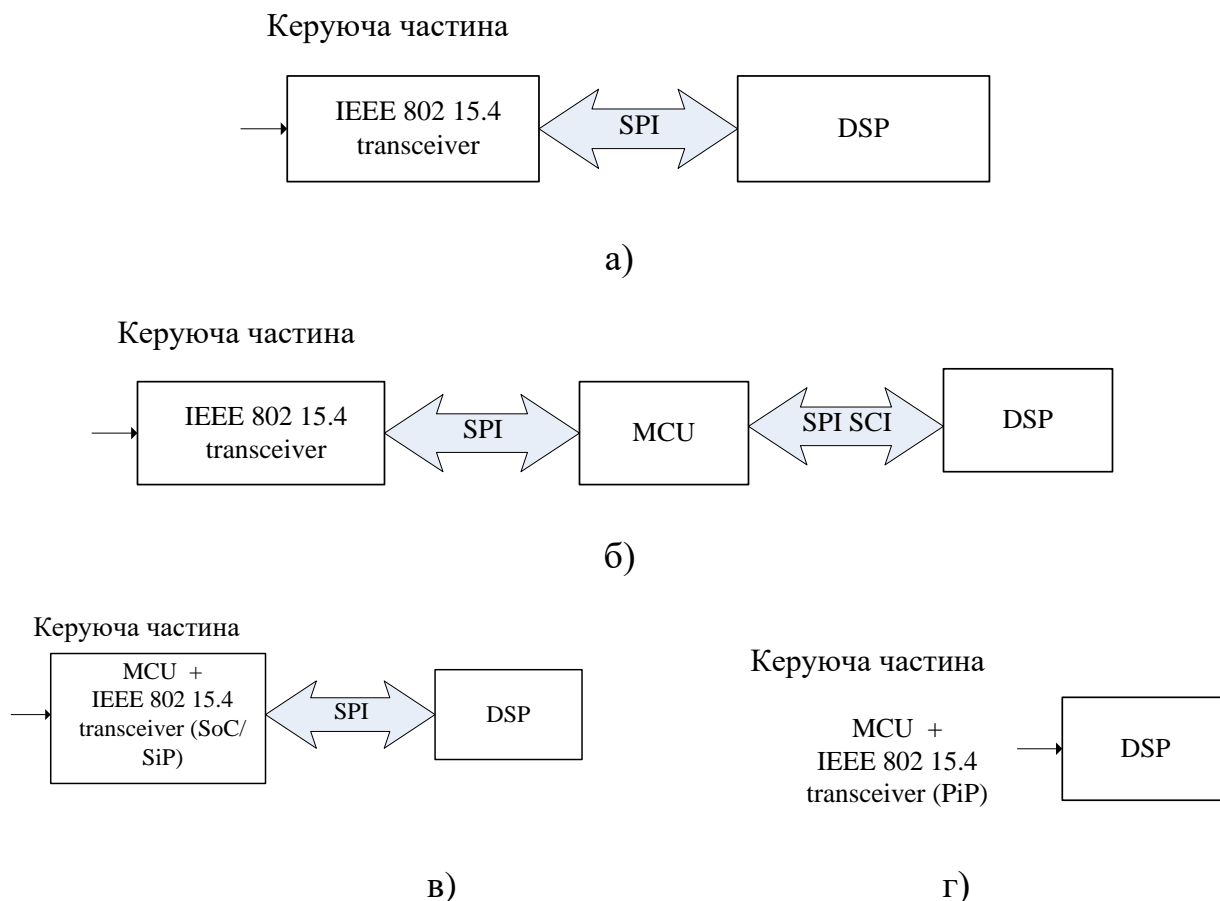 Керуюча частина
IEEE 802 15.4
transceiver
SPI
DSP
а)
Керуюча частина
IEEE 802 15.4
transceiver
SPI
MCU
SPI SCI
DSP
б)
Керуюча частина
MCU +
IEEE 802 15.4
transceiver (SoC/
SiP)
SPI
DSP
в)
Керуюча частина
MCU +
IEEE 802 15.4
transceiver (PiP)
DSP
г)